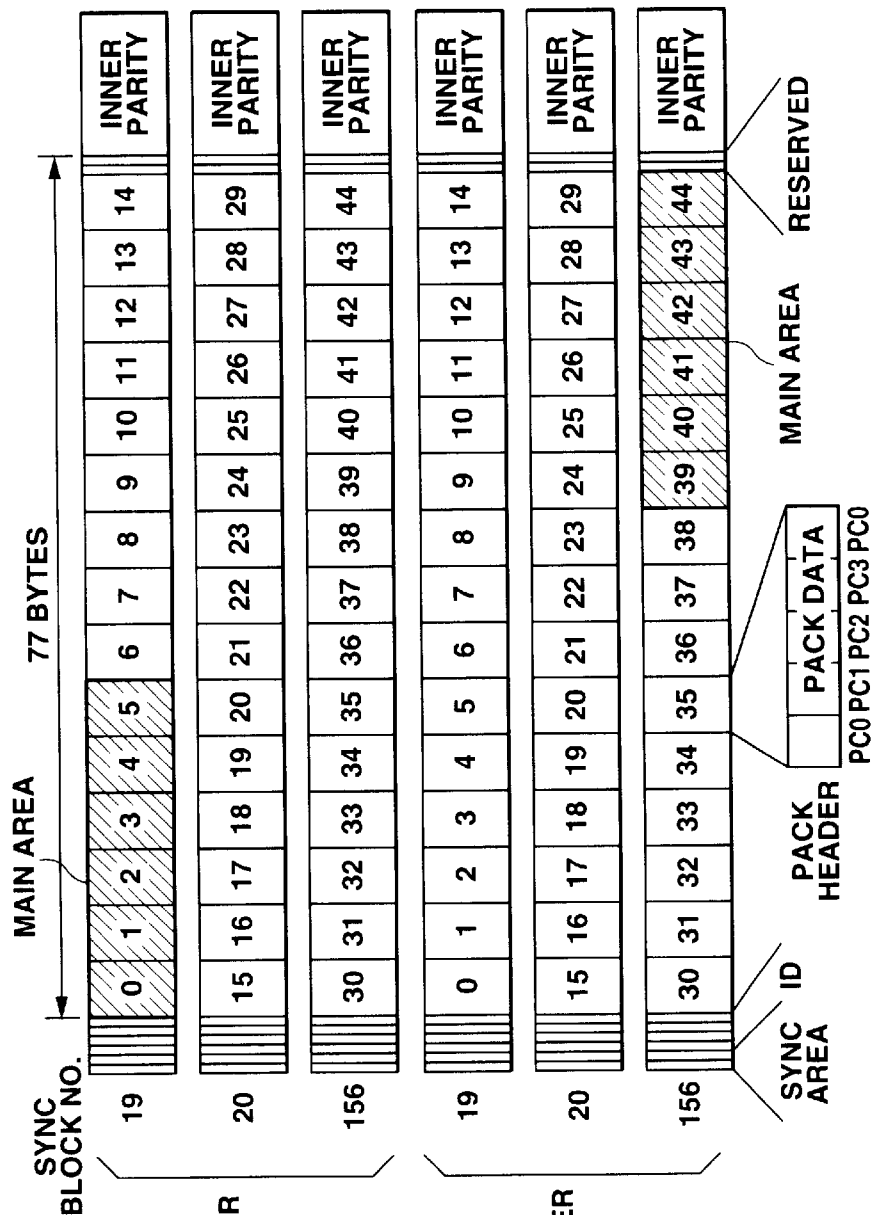 SYNC
BLOCK NO.
MAIN AREA
77 BYTES
19
0 1 2 3 4 5 6 7 8 9 10 11 12 13 14
INNER
PARITY
20
15 16 17 18 19 20 21 22 23 24 25 26 27 28 29
INNER
PARITY
156
30 31 32 33 34 35 36 37 38 39 40 41 42 43 44
INNER
PARITY
R
19
0 1 2 3 4 5 6 7 8 9 10 11 12 13 14
INNER
PARITY
20
15 16 17 18 19 20 21 22 23 24 25 26 27 28 29
INNER
PARITY
156
30 31 32 33 34 35 36 37 38 39 40 41 42 43 44
INNER
PARITY
ER
SYNC
AREA
ID
PACK
HEADER
PACK DATA
PC0 PC1 PC2 PC3 PC0
MAIN AREA
RESERVED